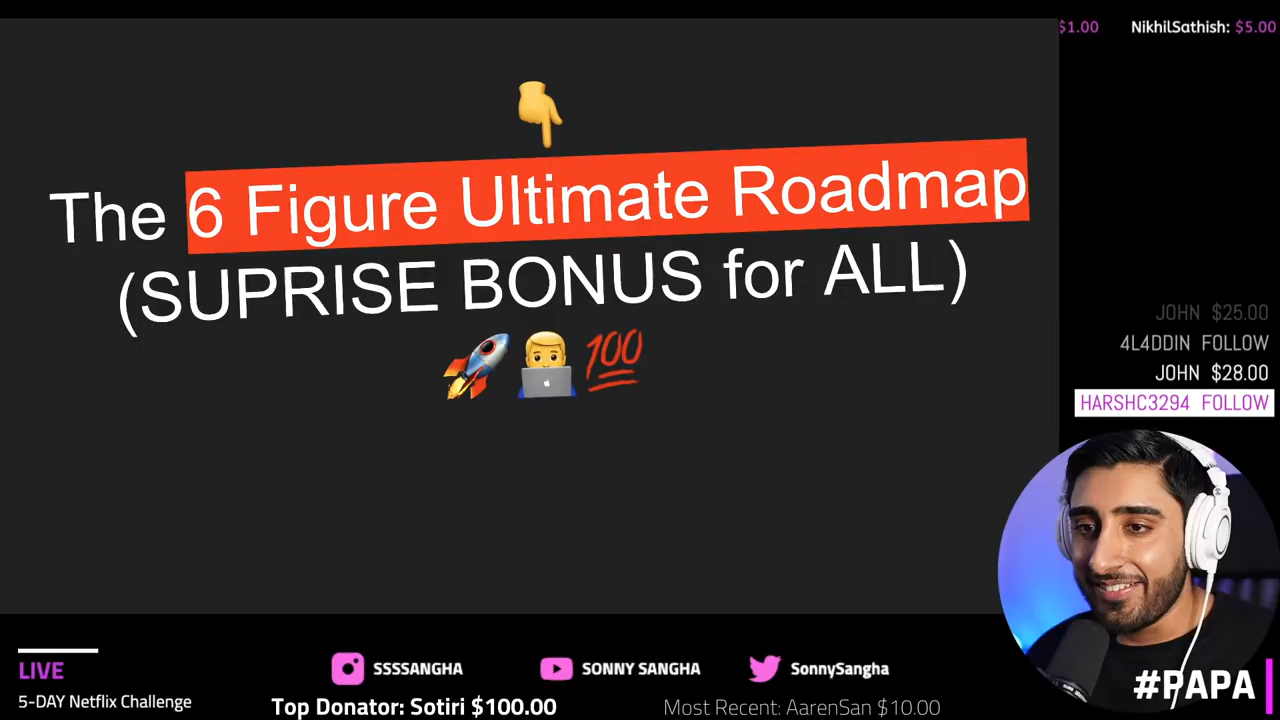 $1.00 NikhilSathish: $5.00
The 6 Figure Ultimate Roadmap
(SUPRISE BONUS for ALL)
100
JOHN $25.00
4L4DDIN FOLLOW
JOHN $28.00
HARSHC3294 FOLLOW
#PAPA
LIVE
5-DAY Netflix Challenge
SSSSANGHA
SONNY SANGHA
SonnySangha
Top Donator: Sotiri $100.00
Most Recent: AarenSan $10.00